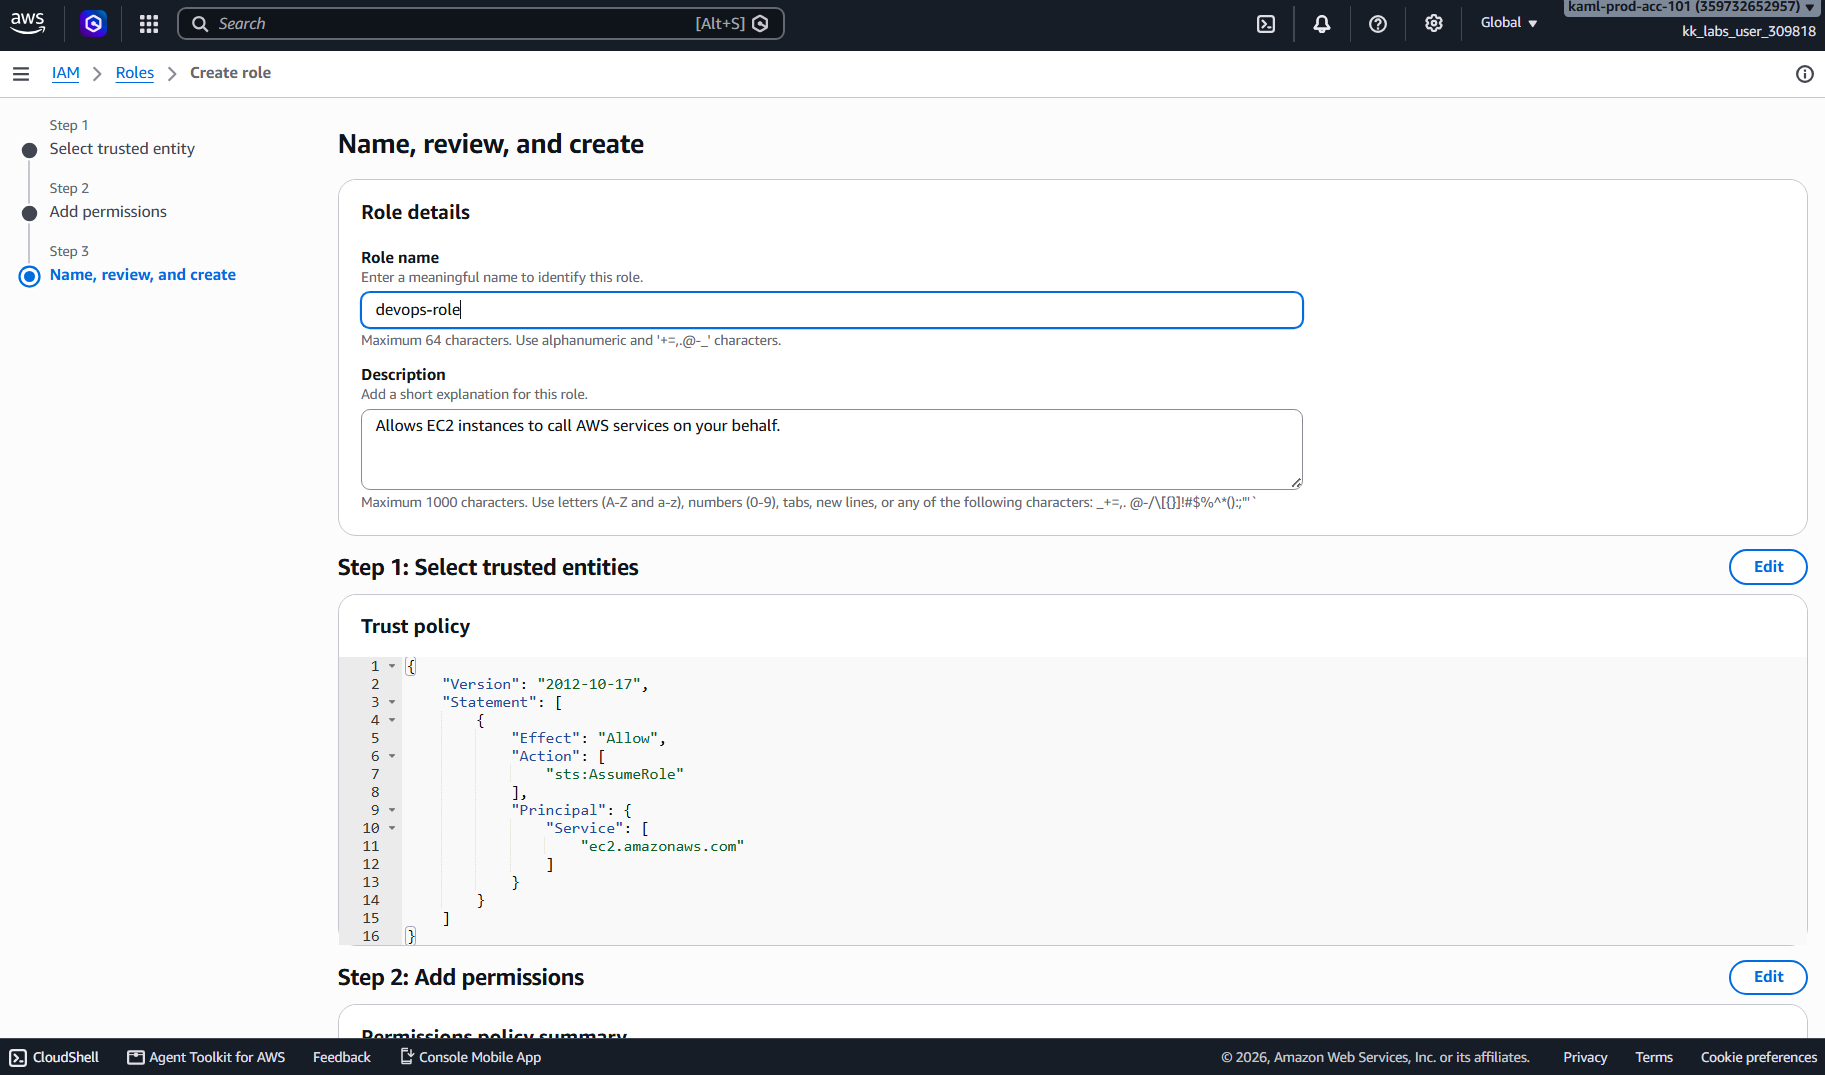 aws
Search [Alt+S]
Global
kaml-prod-acc-101 (359732652957)
kk_labs_user_309818
IAM Roles Create role
Step 1
Select trusted entity
Step 2
Add permissions
Step 3
Name, review, and create
Name, review, and create
Role details
Role name
Enter a meaningful name to identify this role.
devops-role
Maximum 64 characters. Use alphanumeric and '+=,.@-_' characters.
Description
Add a short explanation for this role.
Allows EC2 instances to call AWS services on your behalf.
Maximum 1000 characters. Use letters (A-Z and a-z), numbers (0-9), tabs, new lines, or any of the following characters: _+=,. @-/\[{}]!#$%^*();:;"'`
Step 1: Select trusted entities
Edit
Trust policy
1 {
2 "Version": "2012-10-17",
3 "Statement": [
4 {
5 "Effect": "Allow",
6 "Action": [
7 "sts:AssumeRole"
8 ],
9 "Principal": {
10 "Service": [
11 "ec2.amazonaws.com"
12 ]
13 }
14 }
15 ]
16 }
Step 2: Add permissions
Edit
Permissions policy summary
CloudShell Agent Toolkit for AWS Feedback Console Mobile App © 2026, Amazon Web Services, Inc. or its affiliates. Privacy Terms Cookie preferences